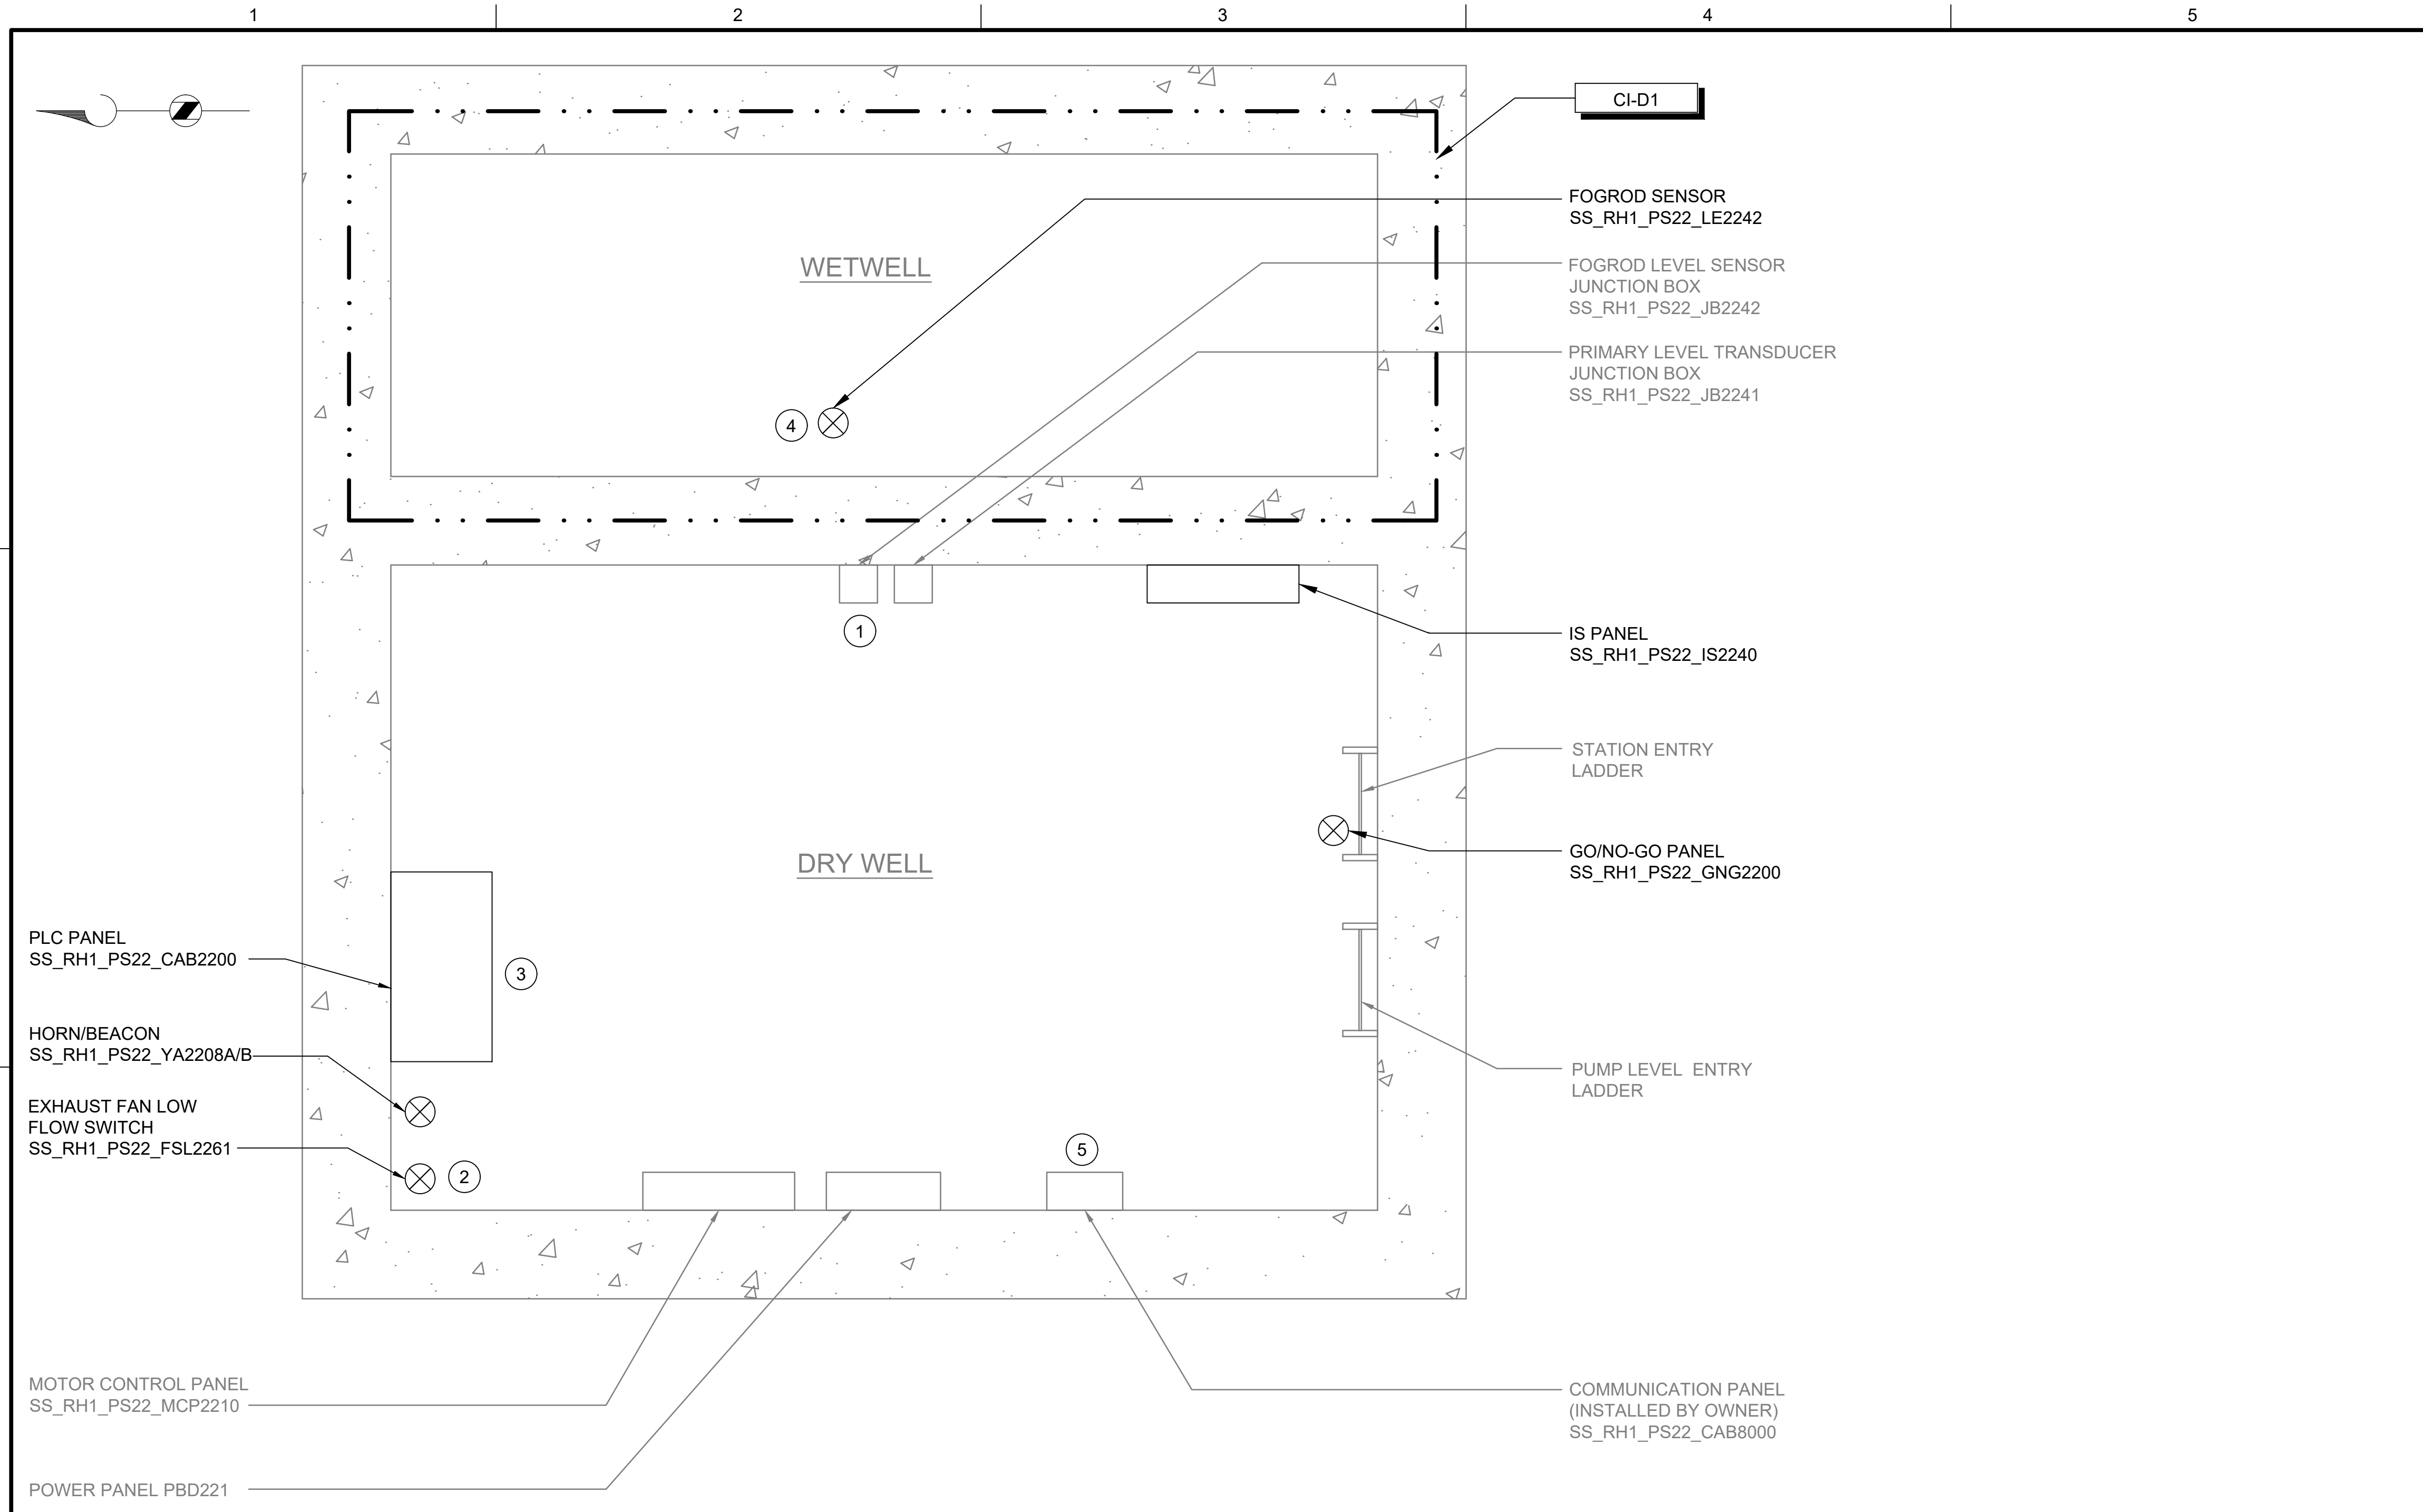 1
2
3
4
5
CI-D1
FOGROD SENSOR
SS_RH1_PS22_LE2242
WETWELL
FOGROD LEVEL SENSOR
JUNCTION BOX
SS_RH1_PS22_JB2242
PRIMARY LEVEL TRANSDUCER
JUNCTION BOX
SS_RH1_PS22_JB2241
4
1
IS PANEL
SS_RH1_PS22_IS2240
STATION ENTRY
LADDER
DRY WELL
GO/NO-GO PANEL
SS_RH1_PS22_GNG2200
PLC PANEL
SS_RH1_PS22_CAB2200
3
HORN/BEACON
SS_RH1_PS22_YA2208A/B
PUMP LEVEL  ENTRY
LADDER
EXHAUST FAN LOW
FLOW SWITCH
SS_RH1_PS22_FSL2261
2
5
MOTOR CONTROL PANEL
SS_RH1_PS22_MCP2210
COMMUNICATION PANEL
(INSTALLED BY OWNER)
SS_RH1_PS22_CAB8000
POWER PANEL PBD221